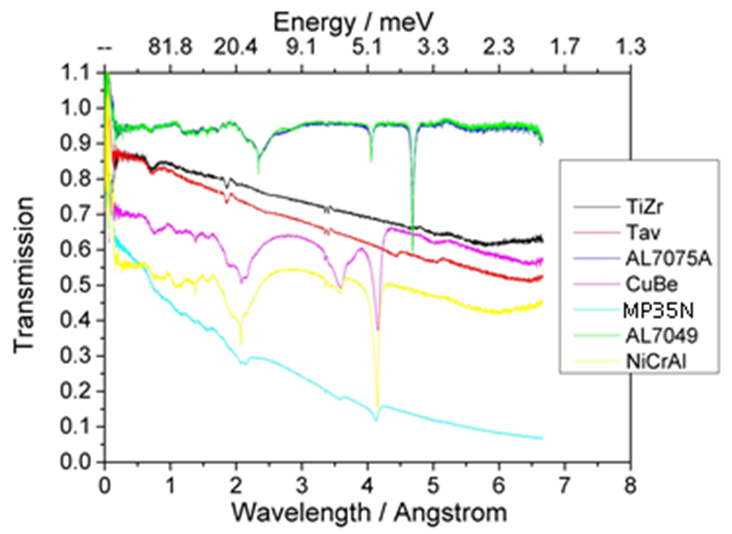 Energy / meV
-- 81.8 20.4 9.1 5.1 3.3 2.3 1.7 1.3
1.1
1.0
0.9
0.8
0.7
0.6
0.5
0.4
0.3
0.2
0.1
0.0
Transmission
TiZr
Tav
AL7075A
CuBe
MP35N
AL7049
NiCrAl
0 1 2 3 4 5 6 7 8
Wavelength / Angstrom